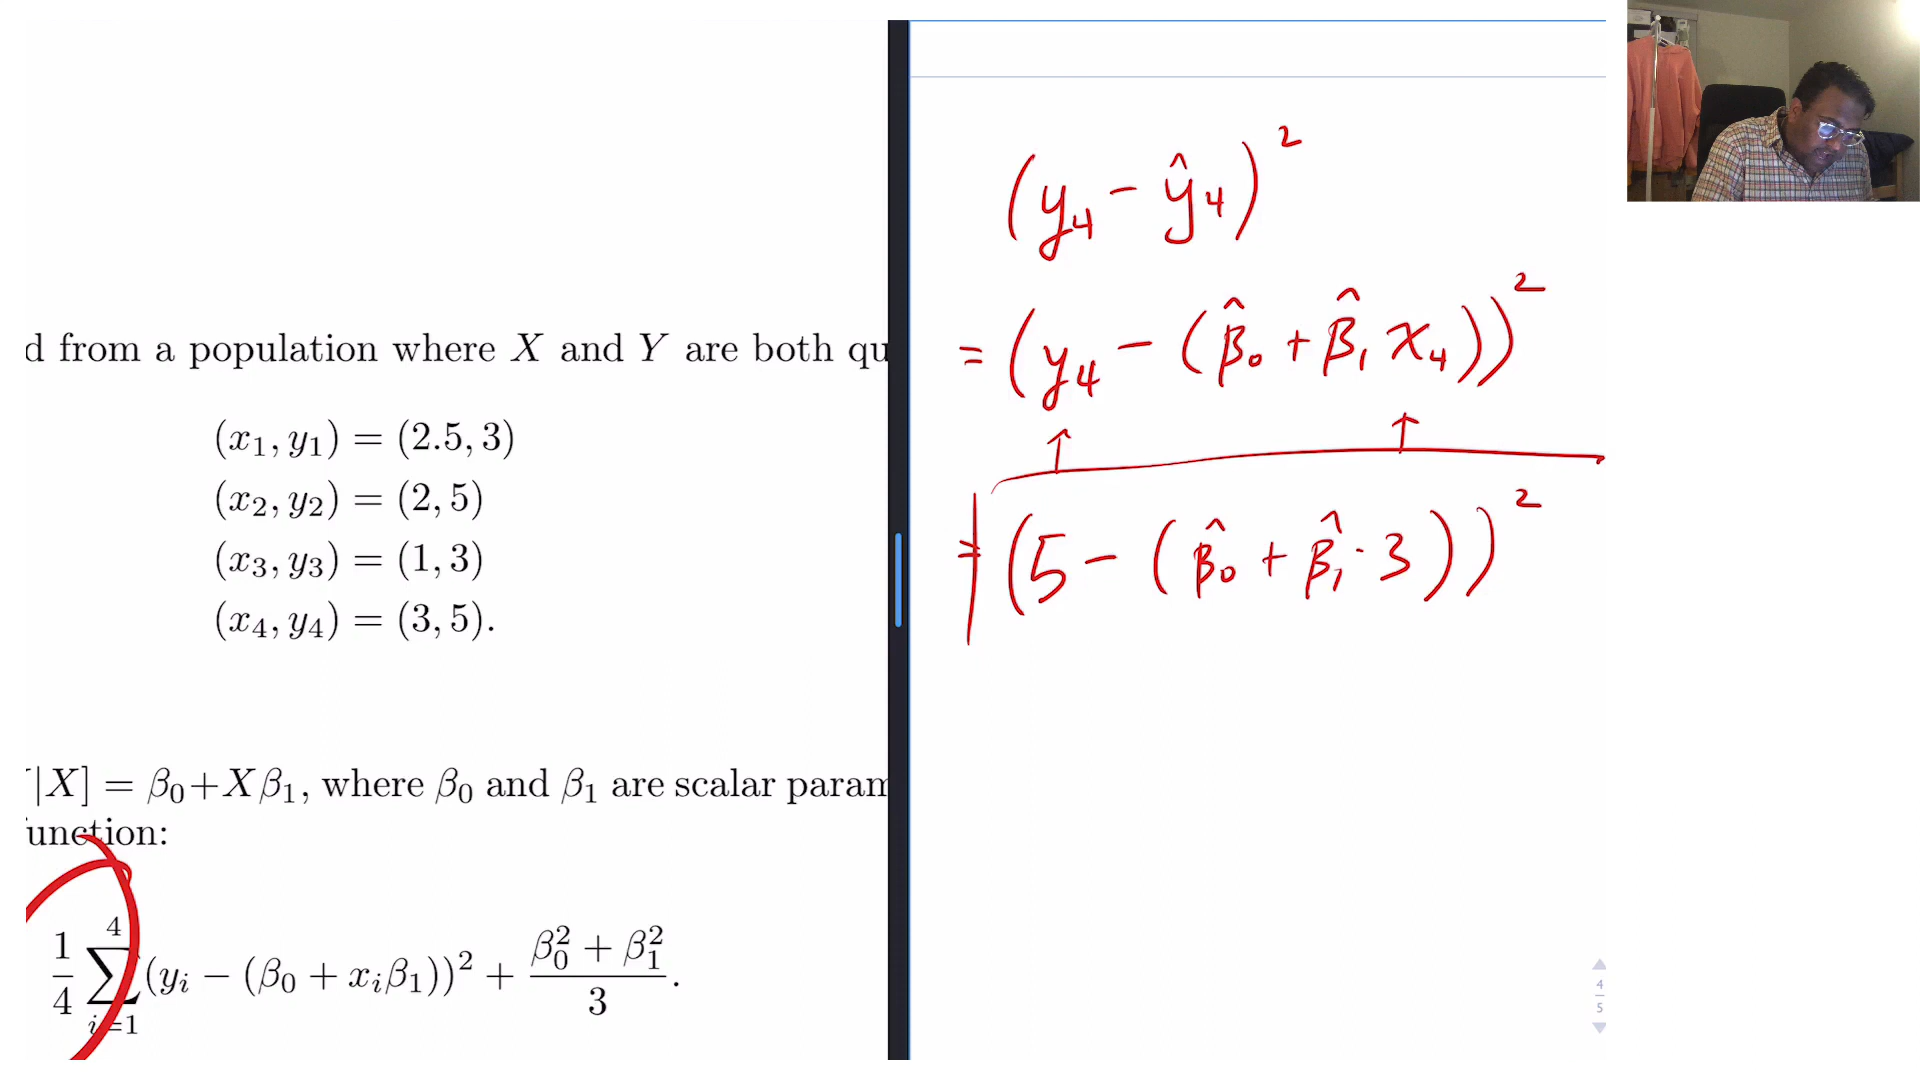 d from a population where X and Y are both qu
(x₁, y₁) = (2.5, 3)
(x₂, y₂) = (2, 5)
(x₃, y₃) = (1, 3)
(x₄, y₄) = (3, 5).
|X] = β₀+Xβ₁, where β₀ and β₁ are scalar param
unction:
1/4 ∑_{i=1}^{4} (yᵢ − (β₀ + xᵢβ₁))² + (β₀² + β₁²)/3.
(y₄ − ŷ₄)²
= (y₄ − (β̂₀ + β̂₁ x₄))²
= (5 − (β̂₀ + β̂₁ · 3))²
4
5